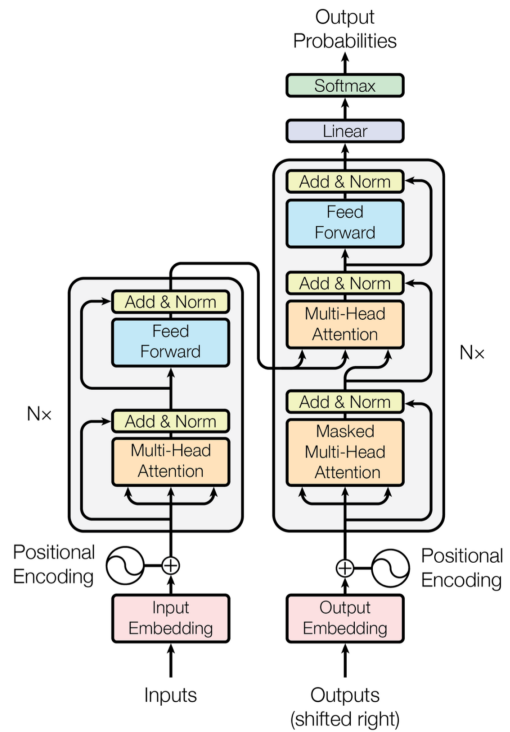 Output
Probabilities
Softmax
Linear
Add & Norm
Feed
Forward
Add & Norm
Multi-Head
Attention
Add & Norm
Masked
Multi-Head
Attention
N×
Add & Norm
Feed
Forward
Add & Norm
Multi-Head
Attention
N×
Positional
Encoding
Positional
Encoding
Input
Embedding
Output
Embedding
Inputs
Outputs
(shifted right)